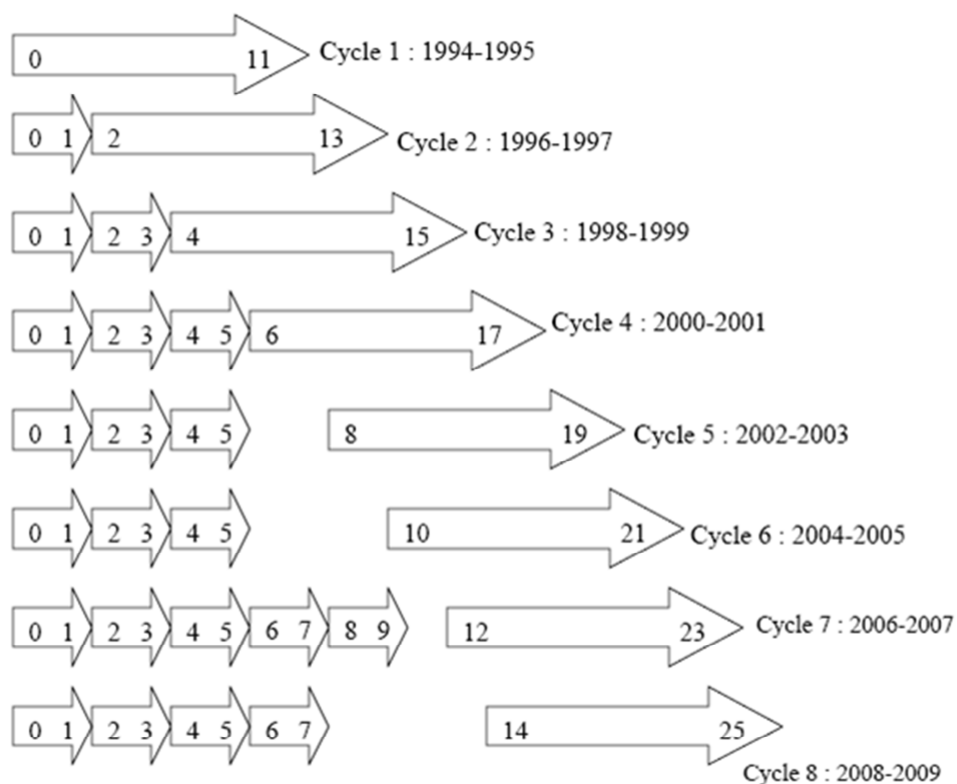 0 11 Cycle 1 : 1994-1995
0 1 2 13 Cycle 2 : 1996-1997
0 1 2 3 4 15 Cycle 3 : 1998-1999
0 1 2 3 4 5 6 17 Cycle 4 : 2000-2001
0 1 2 3 4 5 8 19 Cycle 5 : 2002-2003
0 1 2 3 4 5 10 21 Cycle 6 : 2004-2005
0 1 2 3 4 5 6 7 8 9 12 23 Cycle 7 : 2006-2007
0 1 2 3 4 5 6 7 14 25
Cycle 8 : 2008-2009